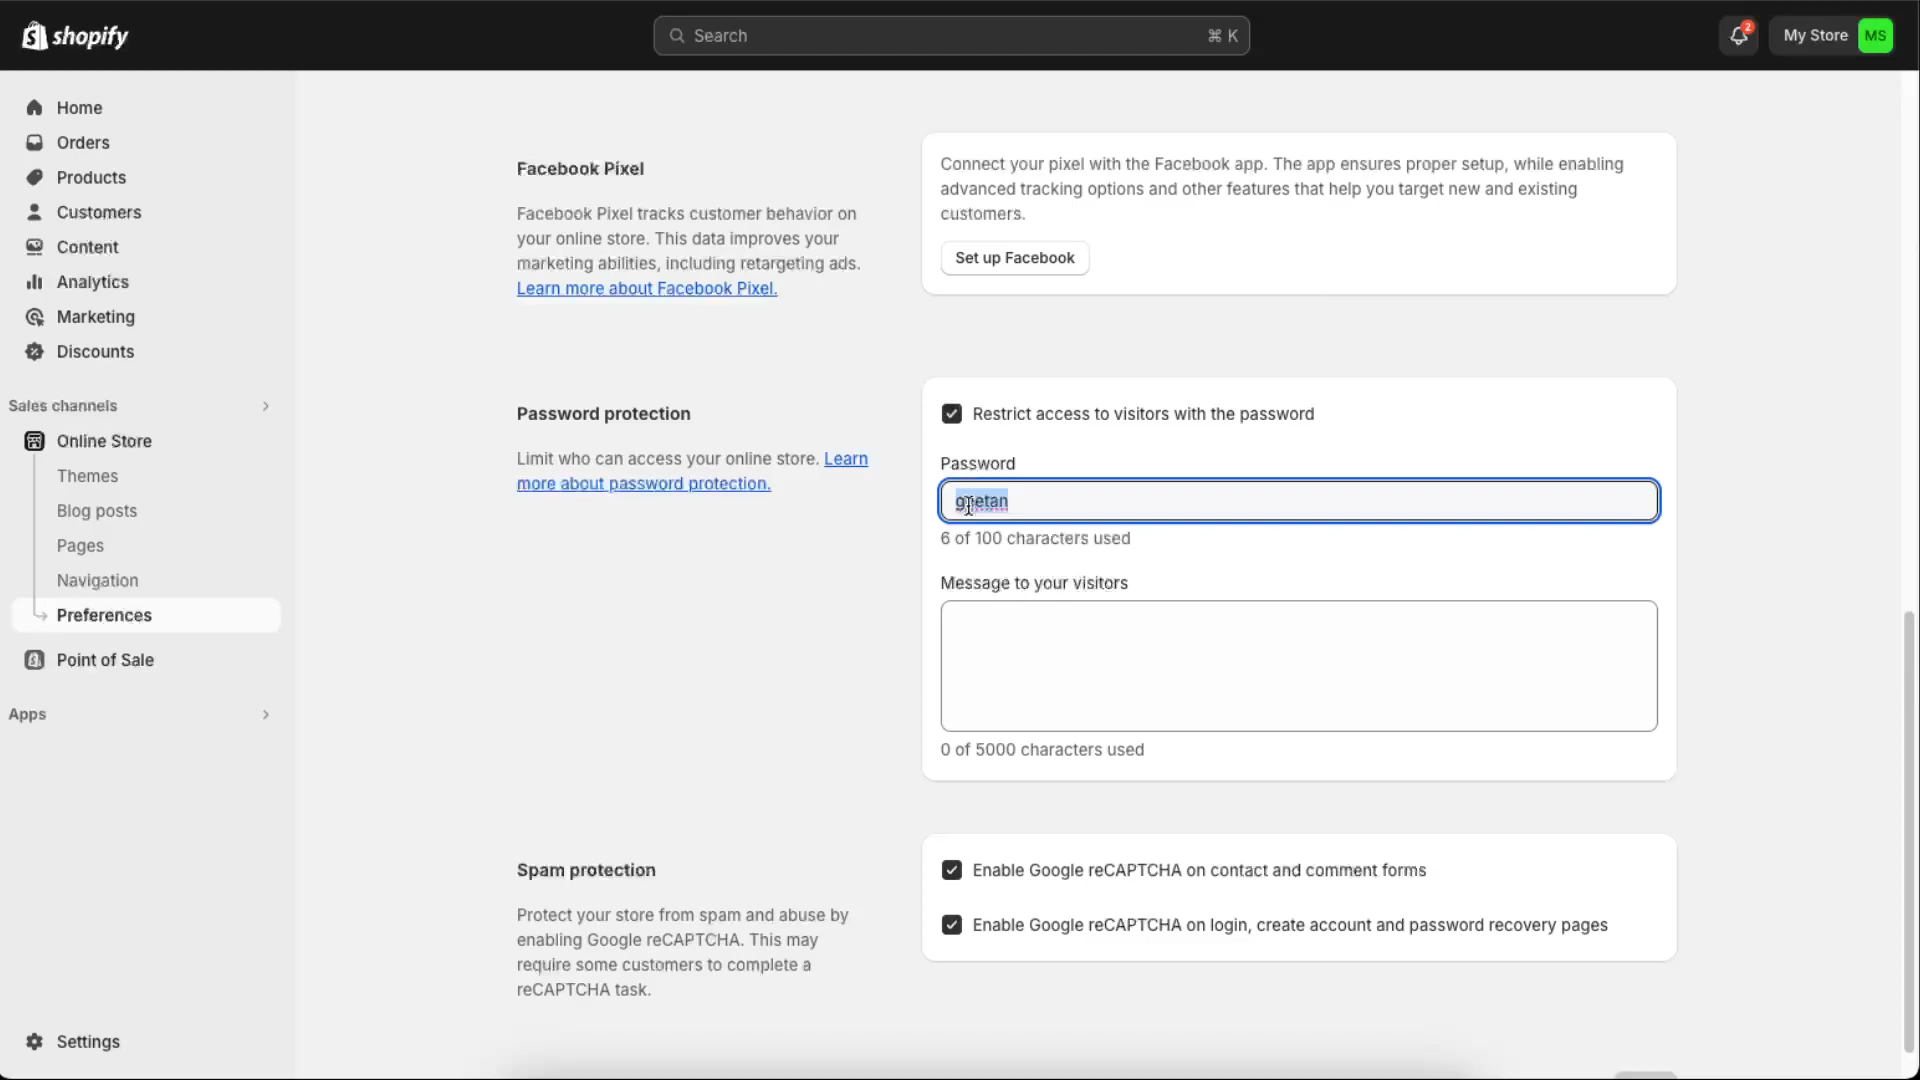 shopify
Search
⌘ K
2
My Store
MS
Home
Orders
Products
Customers
Content
Analytics
Marketing
Discounts
Sales channels
Online Store
Themes
Blog posts
Pages
Navigation
Preferences
Point of Sale
Apps
Settings
Facebook Pixel
Facebook Pixel tracks customer behavior on
your online store. This data improves your
marketing abilities, including retargeting ads.
Learn more about Facebook Pixel.
Connect your pixel with the Facebook app. The app ensures proper setup, while enabling
advanced tracking options and other features that help you target new and existing
customers.
Set up Facebook
Password protection
Limit who can access your online store. Learn
more about password protection.
Restrict access to visitors with the password
Password
6 of 100 characters used
Message to your visitors
0 of 5000 characters used
Spam protection
Protect your store from spam and abuse by
enabling Google reCAPTCHA. This may
require some customers to complete a
reCAPTCHA task.
Enable Google reCAPTCHA on contact and comment forms
Enable Google reCAPTCHA on login, create account and password recovery pages